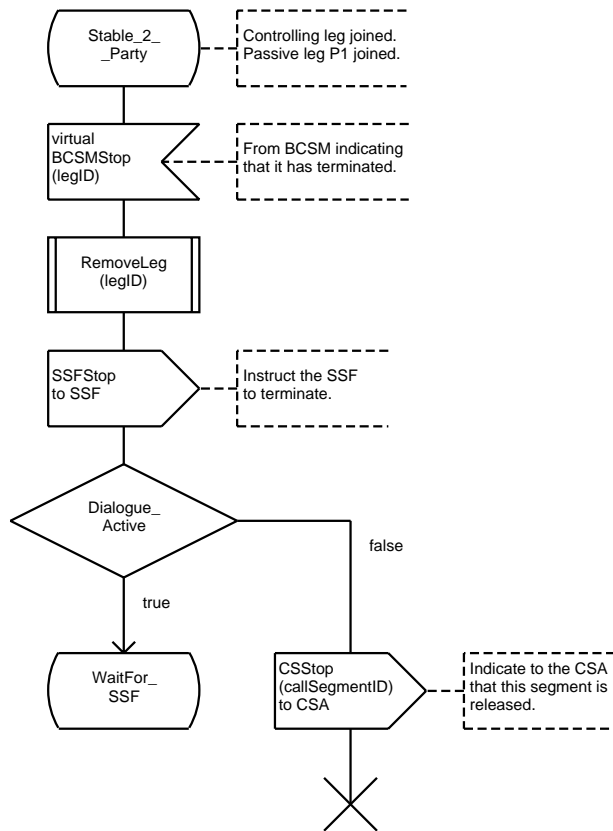 Stable_2_
_Party
Controlling leg joined.
Passive leg P1 joined.
virtual
BCSMStop
(legID)
From BCSM indicating
that it has terminated.
RemoveLeg
(legID)
SSFStop
to SSF
Instruct the SSF
to terminate.
Dialogue_
_Active
false
true
WaitFor_
_SSF
CSStop
(callSegmentID)
to CSA
Indicate to the CSA
that this segment is
released.